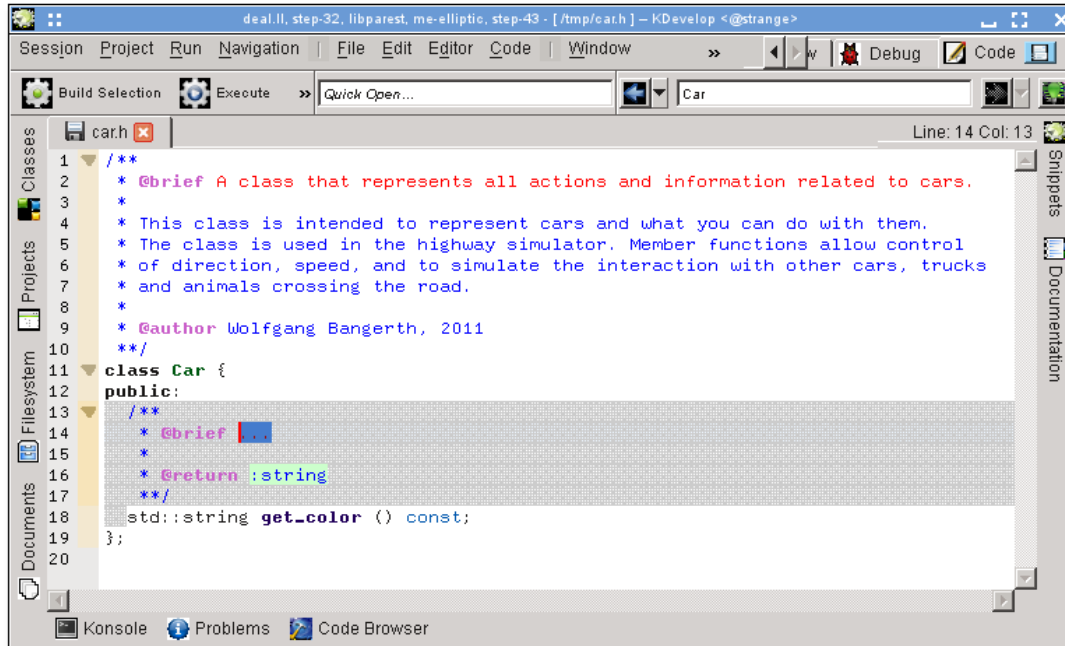 deal.II, step-32, libparest, me-elliptic, step-43 - [ /tmp/car.h ] – KDevelop <@strange>
Session Project Run Navigation File Edit Editor Code Window » w Debug Code
Build Selection Execute » Quick Open... Car
car.h Line: 14 Col: 13
Classes
Projects
Filesystem
Documents
1 /**
2 * @brief A class that represents all actions and information related to cars.
3 *
4 * This class is intended to represent cars and what you can do with them.
5 * The class is used in the highway simulator. Member functions allow control
6 * of direction, speed, and to simulate the interaction with other cars, trucks
7 * and animals crossing the road.
8 *
9 * @author Wolfgang Bangerth, 2011
10 **/
11 class Car {
12 public:
13 /**
14 * @brief ...
15 *
16 * @return :string
17 **/
18 std::string get_color () const;
19 };
20
Snippets
Documentation
Konsole Problems Code Browser